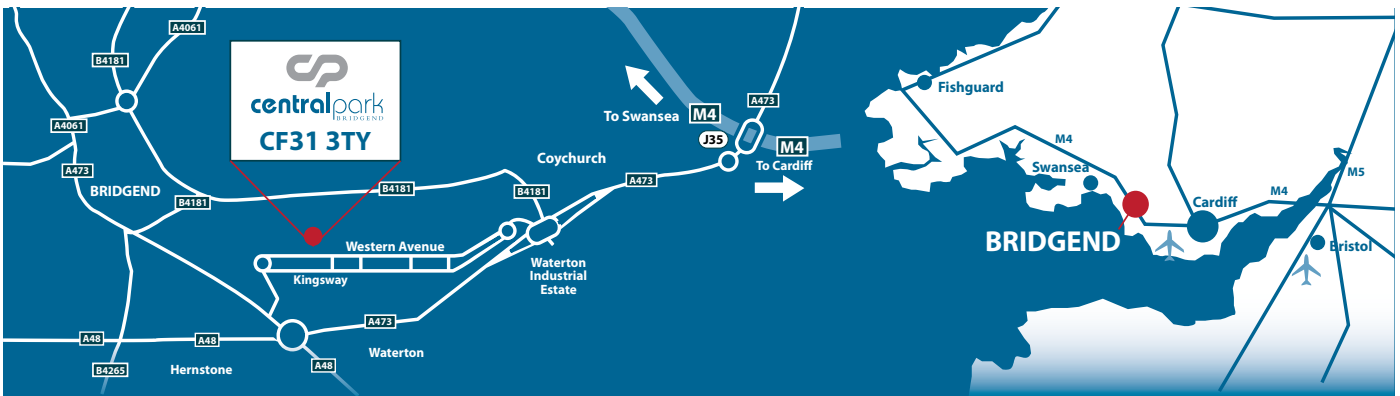 A4061
B4181
centralpark
BRIDGEND
CF31 3TY
A4061
A473
BRIDGEND
B4181
B4181
Coychurch
B4181
A473
To Swansea
M4
J35
A473
M4
To Cardiff
Western Avenue
Kingsway
Waterton
Industrial
Estate
A473
Waterton
A48
A48
A48
B4265
Hernstone
Fishguard
M4
Swansea
BRIDGEND
Cardiff
M4
M5
Bristol